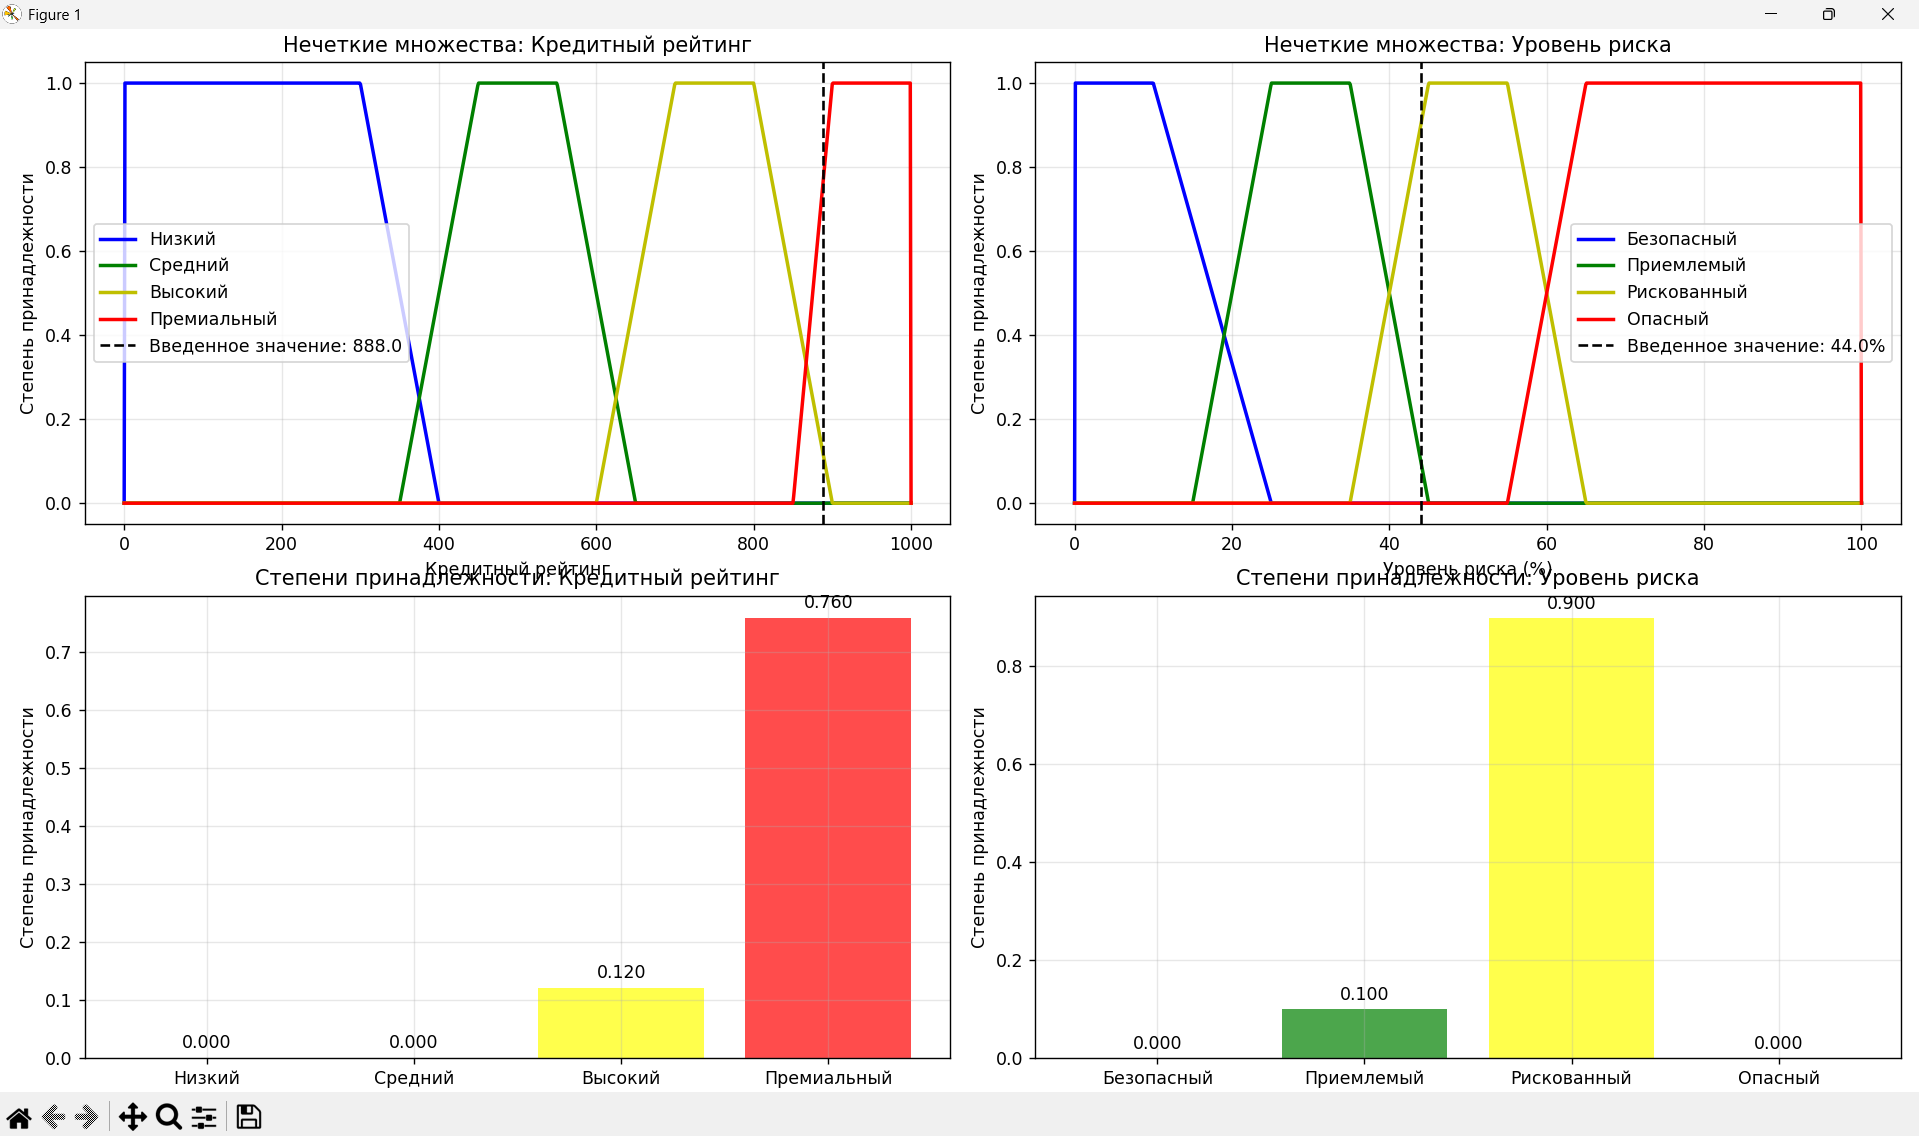 Figure 1
Нечеткие множества: Кредитный рейтинг
Степень принадлежности
1.0
0.8
0.6
0.4
0.2
0.0
Низкий
Средний
Высокий
Премиальный
Введенное значение: 888.0
0 200 400 600 800 1000
Кредитный рейтинг
Нечеткие множества: Уровень риска
Степень принадлежности
1.0
0.8
0.6
0.4
0.2
0.0
Безопасный
Приемлемый
Рискованный
Опасный
Введенное значение: 44.0%
0 20 40 60 80 100
Уровень риска (%)
Степени принадлежности: Кредитный рейтинг
Степень принадлежности
0.7
0.6
0.5
0.4
0.3
0.2
0.1
0.0
0.000 0.000 0.120 0.760
Низкий Средний Высокий Премиальный
Степени принадлежности: Уровень риска
Степень принадлежности
0.8
0.6
0.4
0.2
0.0
0.000 0.100 0.900 0.000
Безопасный Приемлемый Рискованный Опасный